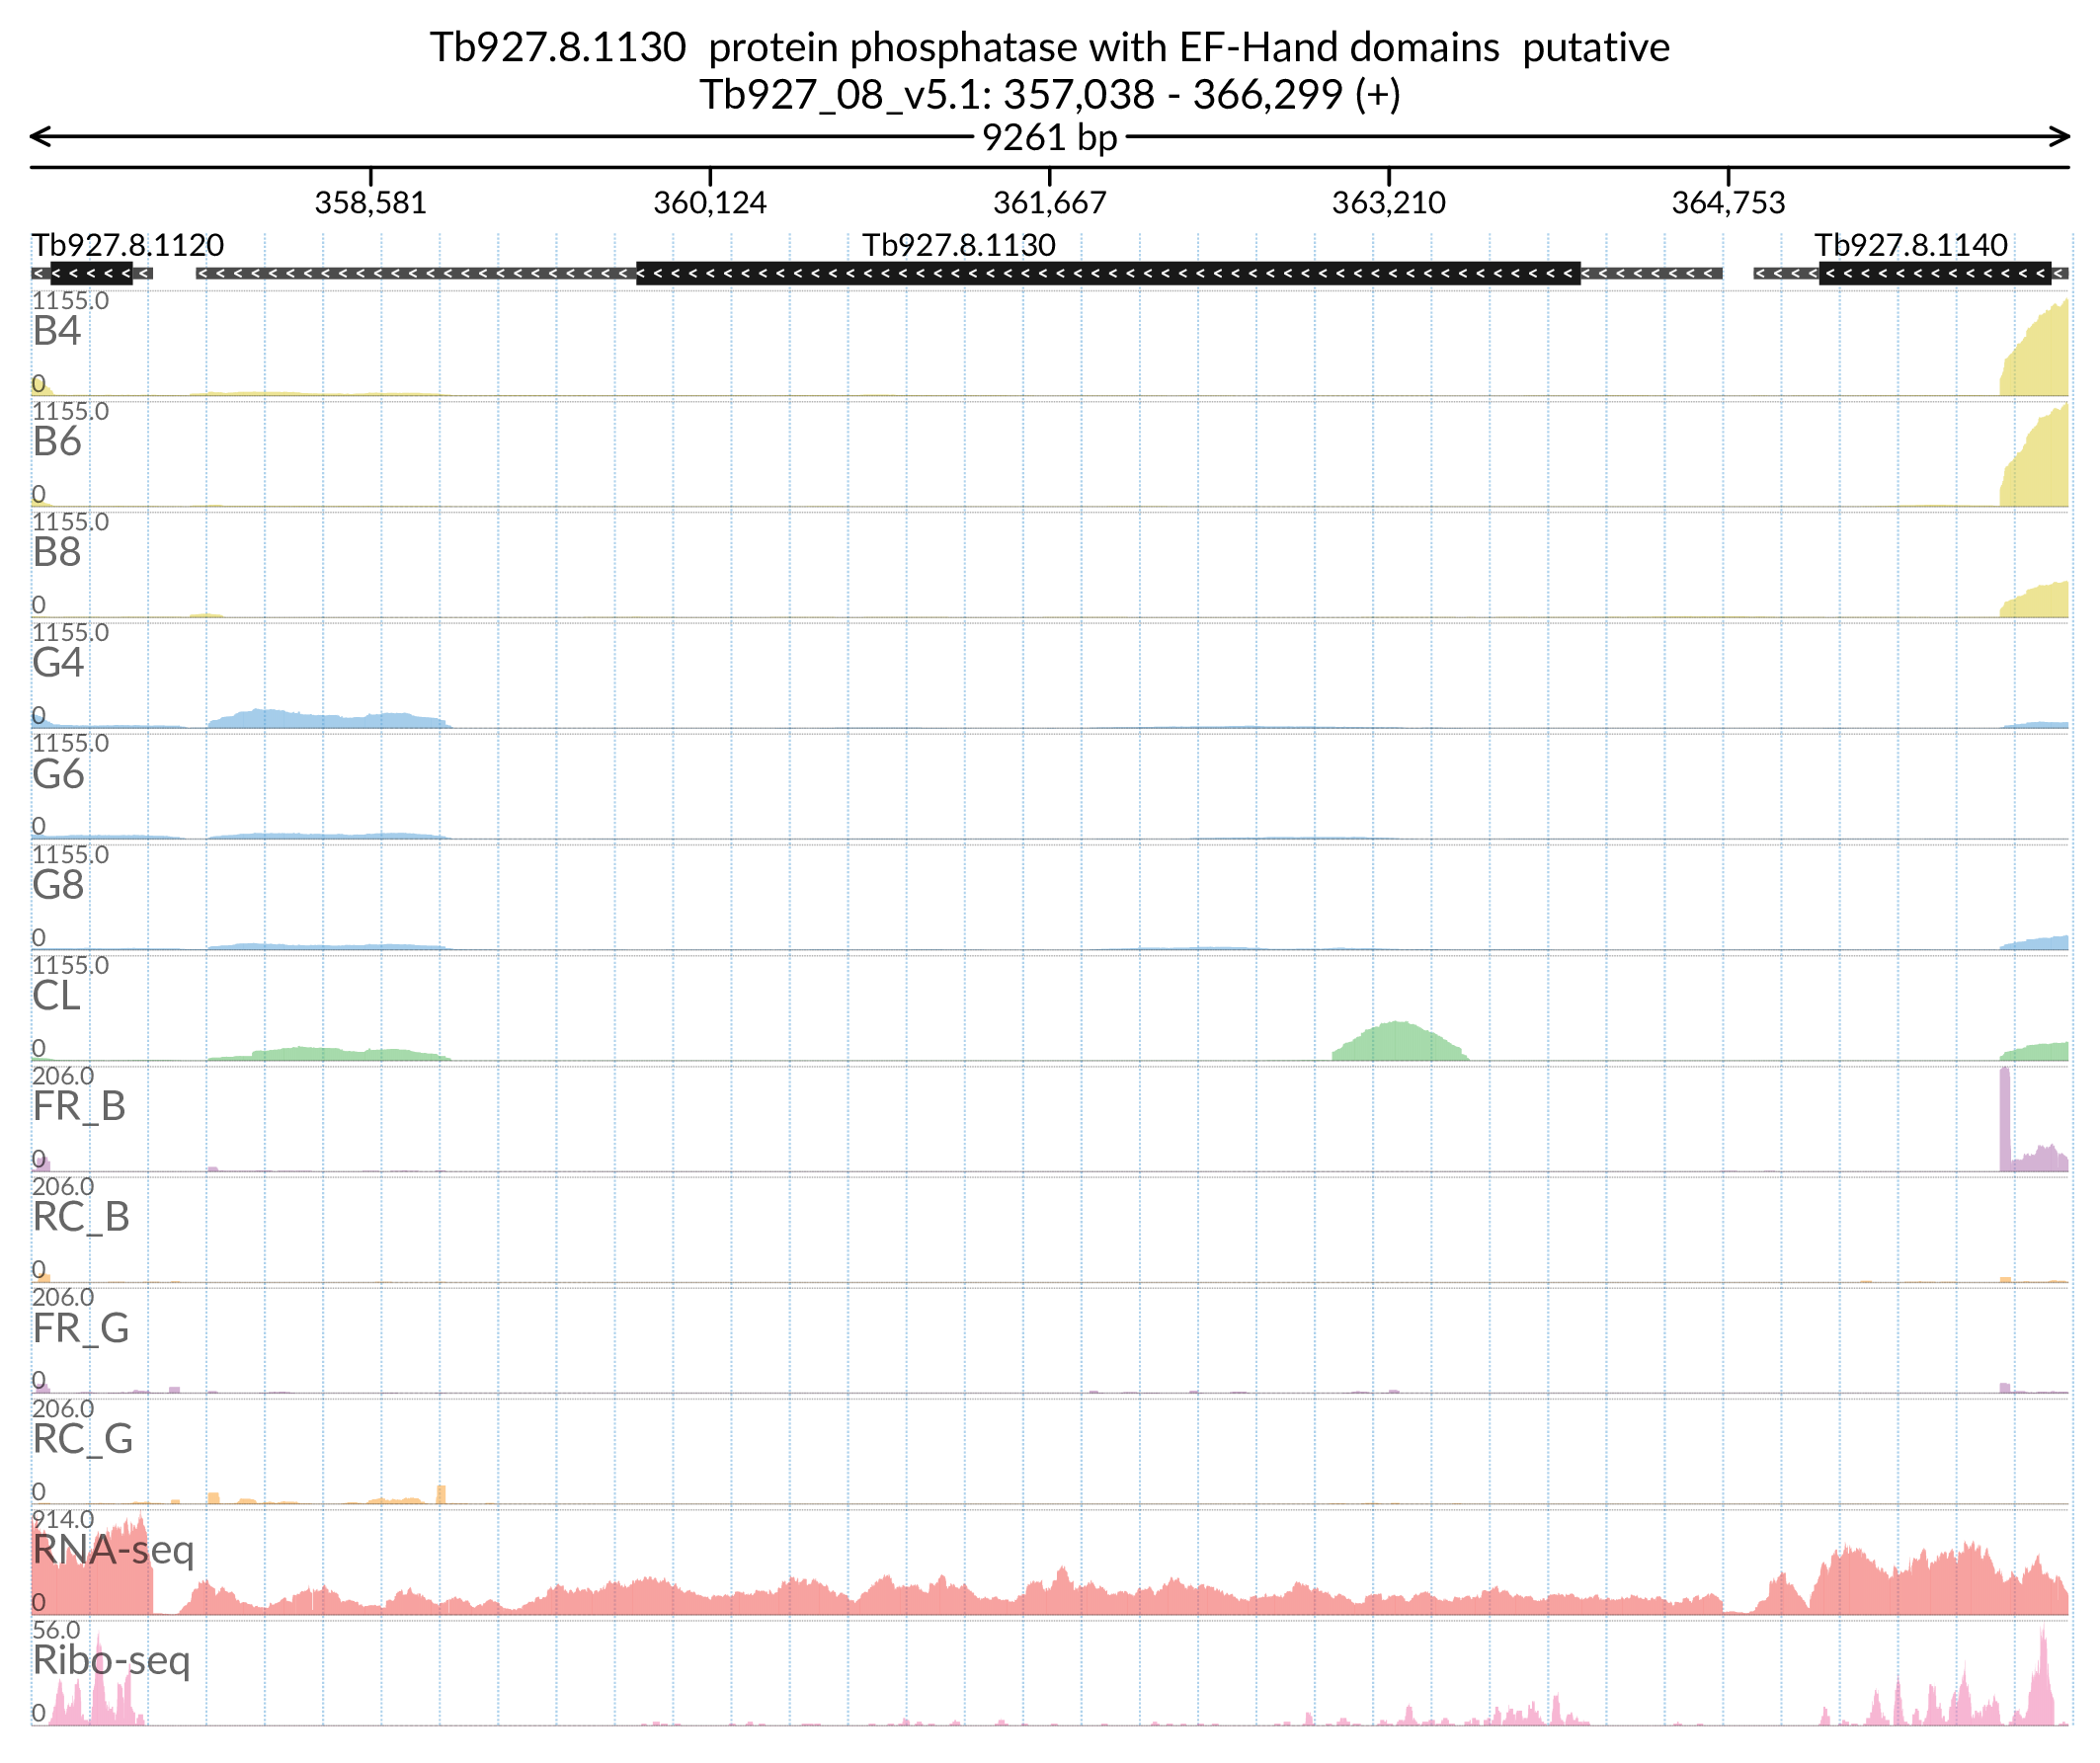 Tb927.8.1130  protein phosphatase with EF-Hand domains  putative
Tb927_08_v5.1: 357,038 - 366,299 (+)
9261 bp
358,581 360,124 361,667 363,210 364,753
Tb927.8.1120 Tb927.8.1130 Tb927.8.1140
1155.0
B4
0
1155.0
B6
0
1155.0
B8
0
1155.0
G4
0
1155.0
G6
0
1155.0
G8
0
1155.0
CL
0
206.0
FR_B
0
206.0
RC_B
0
206.0
FR_G
0
206.0
RC_G
0
914.0
RNA-seq
0
56.0
Ribo-seq
0